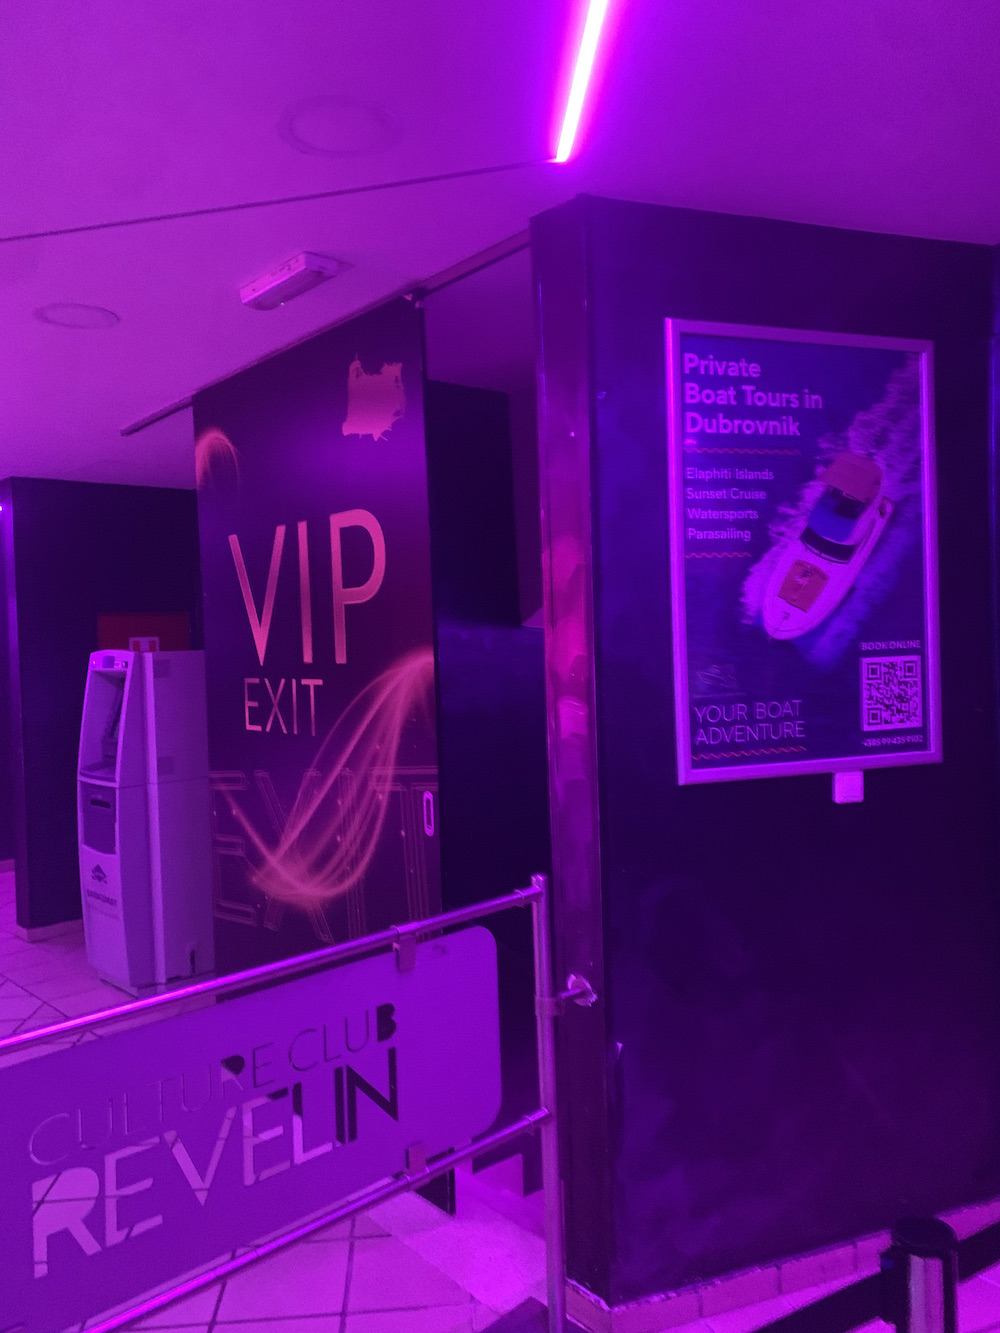 VIP
EXIT
EXIT
Private
Boat Tours in
Dubrovnik
Elaphiti Islands
Sunset Cruise
Watersports
Parasailing
BOOK ONLINE
YOUR BOAT
ADVENTURE
CULTURE CLUB
REVELIN